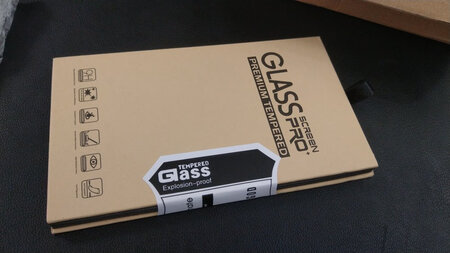 GLASS
SCREEN
PRO+
PREMIUM TEMPERED
TEMPERED
Glass
Explosion-proof